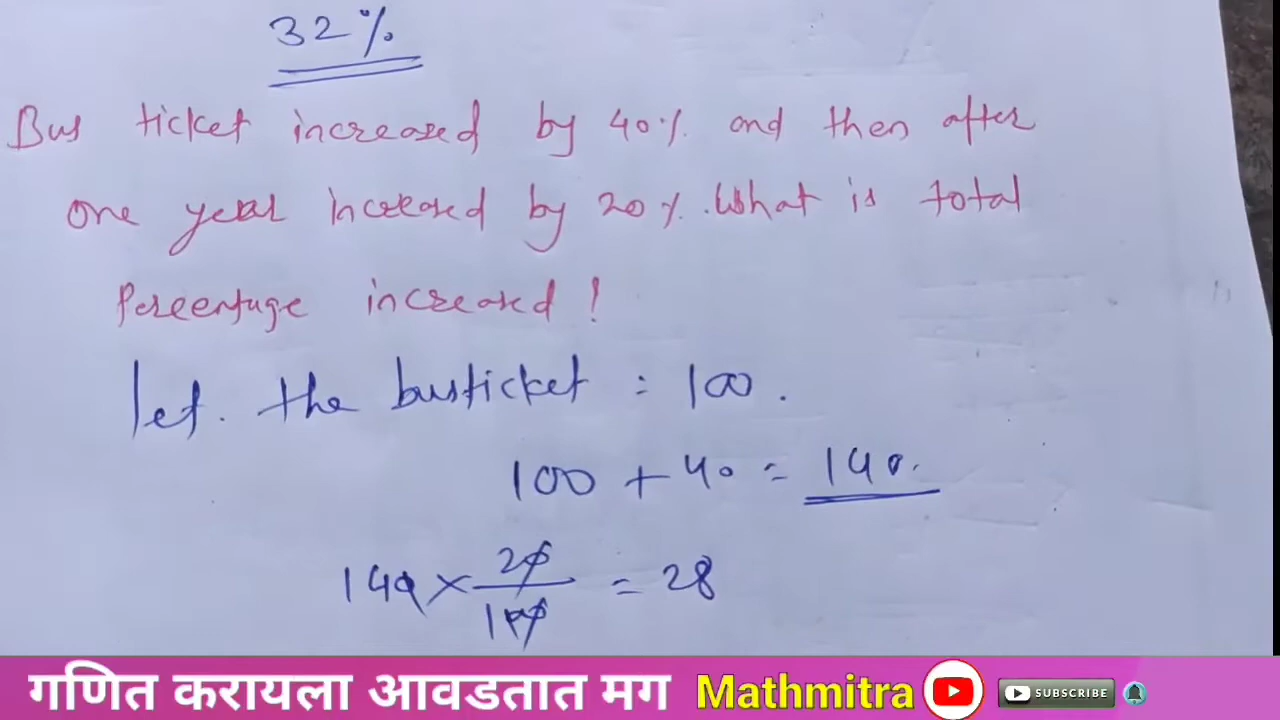 32%
Bus ticket increased by 40% and then after
one year increased by 20%. What is total
Percentage increased!
let. the busticket : 100.
100 + 40 = 140.
140 × 20/100 = 28
गणित करायला आवडतात मग Mathmitra SUBSCRIBE